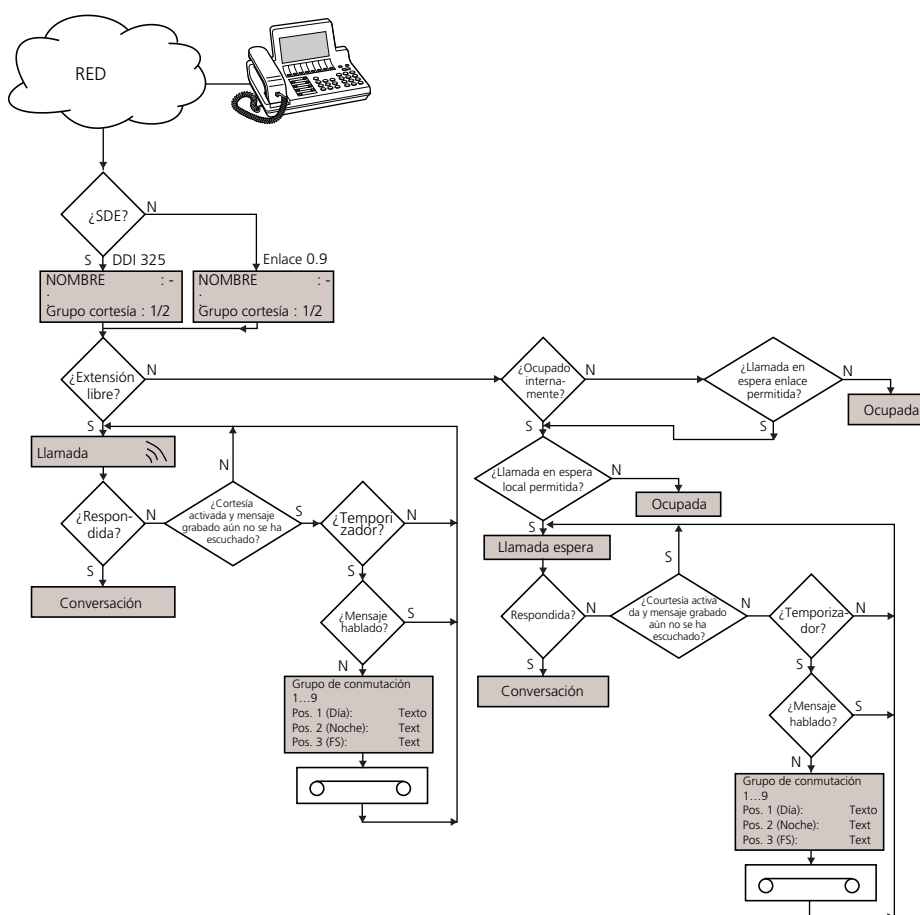 RED
¿SDE?
N
S
DDI 325
Enlace 0.9
NOMBRE : -
.
Grupo cortesía : 1/2
NOMBRE : -
.
Grupo cortesía : 1/2
¿Extensión
libre?
N
S
¿Ocupado
interna-
mente?
N
S
¿Llamada en
espera enlace
permitida?
N
S
Ocupada
Llamada
¿Llamada en espera
local permitida?
N
S
Ocupada
¿Respon-
dida?
N
S
¿Cortesía
activada y mensaje
grabado aún no se ha
escuchado?
N
S
¿Tempori
zador?
N
S
Conversación
¿Mensaje
hablado?
S
N
Grupo de conmutación
1...9
Pos. 1 (Día): Texto
Pos. 2 (Noche): Text
Pos. 3 (FS): Text
Llamada espera
Respondida?
N
S
¿Courtesía activa
da y mensaje grabado
aún no se ha
escuchado?
S
N
¿Temporiza-
dor?
N
S
Conversación
¿Mensaje
hablado?
S
N
Grupo de conmutación
1...9
Pos. 1 (Día): Texto
Pos. 2 (Noche): Text
Pos. 3 (FS): Text